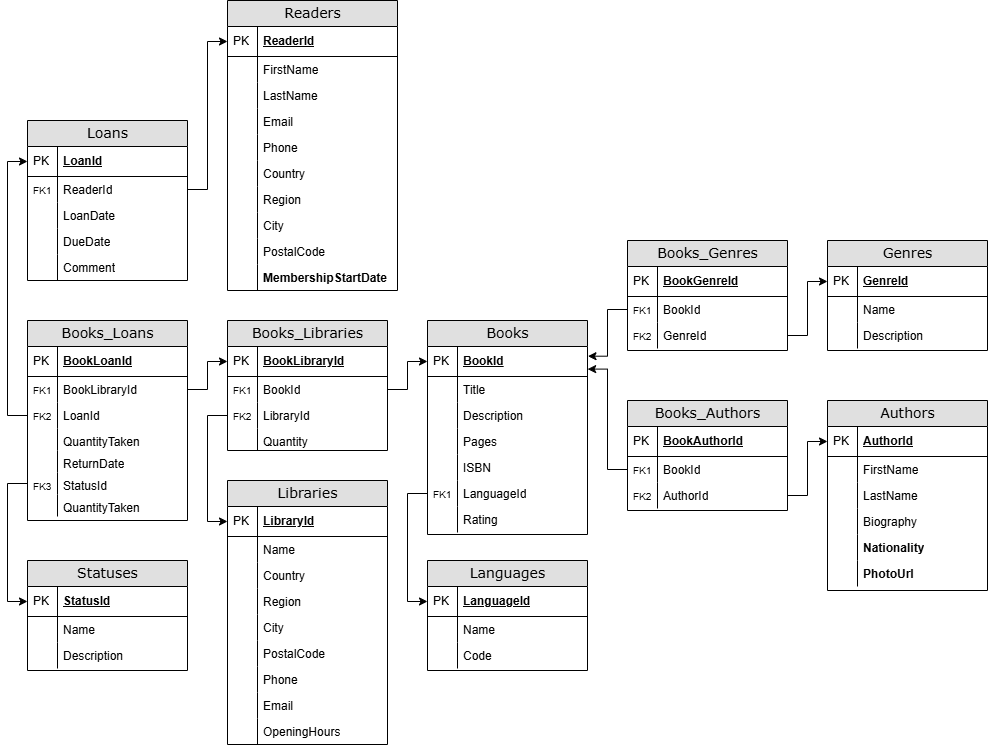 Readers
PK ReaderId
FirstName
LastName
Email
Phone
Country
Region
City
PostalCode
MembershipStartDate
Loans
PK LoanId
FK1 ReaderId
LoanDate
DueDate
Comment
Books_Loans
PK BookLoanId
FK1 BookLibraryId
FK2 LoanId
QuantityTaken
ReturnDate
FK3 StatusId
QuantityTaken
Books_Libraries
PK BookLibraryId
FK1 BookId
FK2 LibraryId
Quantity
Books
PK BookId
Title
Description
Pages
ISBN
FK1 LanguageId
Rating
Books_Genres
PK BookGenreId
FK1 BookId
FK2 GenreId
Genres
PK GenreId
Name
Description
Books_Authors
PK BookAuthorId
FK1 BookId
FK2 AuthorId
Authors
PK AuthorId
FirstName
LastName
Biography
Nationality
PhotoUrl
Statuses
PK StatusId
Name
Description
Libraries
PK LibraryId
Name
Country
Region
City
PostalCode
Phone
Email
OpeningHours
Languages
PK LanguageId
Name
Code